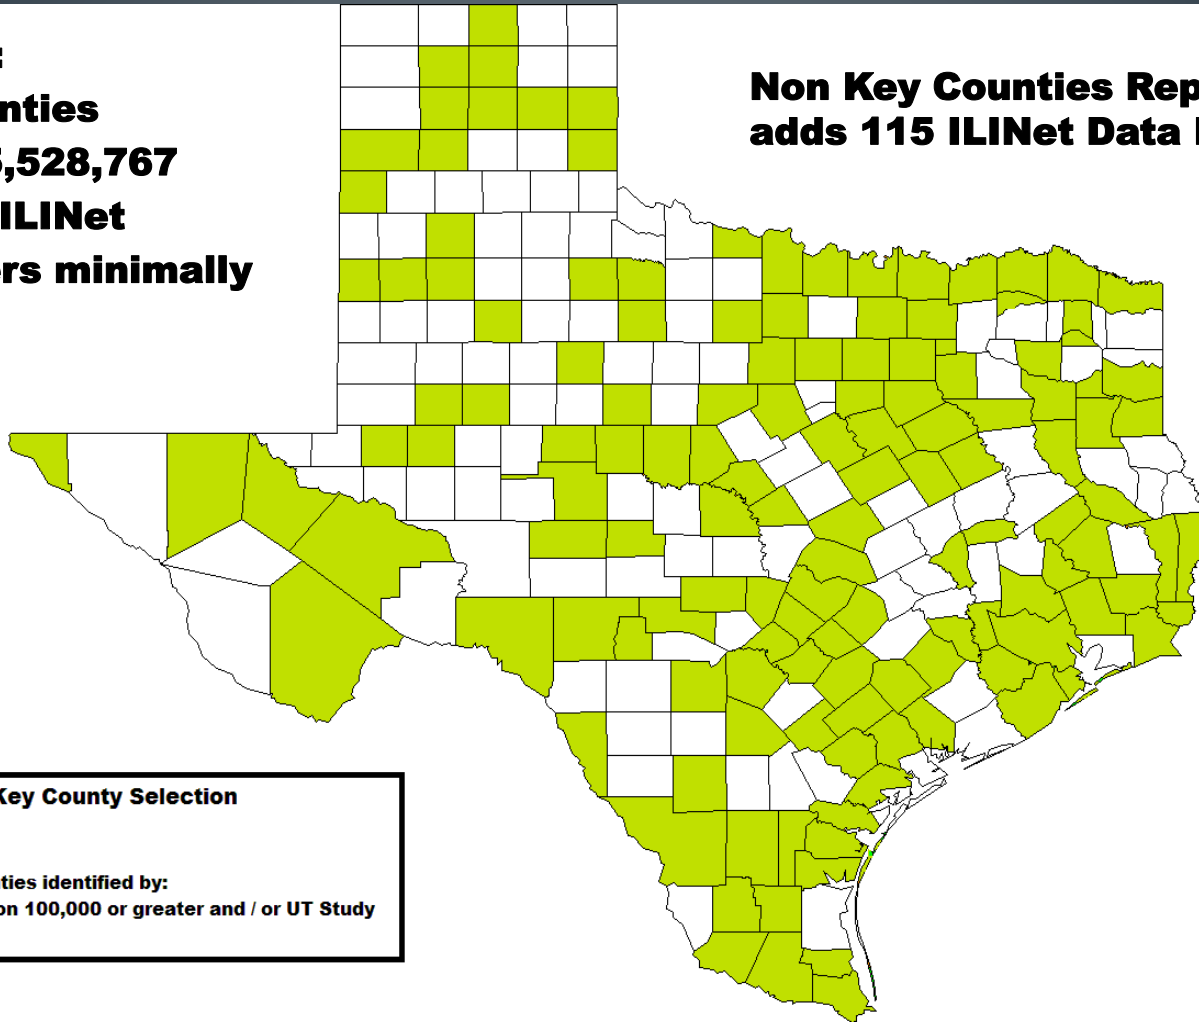 :
nties
,528,767
ILINet
rs minimally
Non Key Counties Rep
adds 115 ILINet Data
Key County Selection
ties identified by:
on 100,000 or greater and / or UT Study